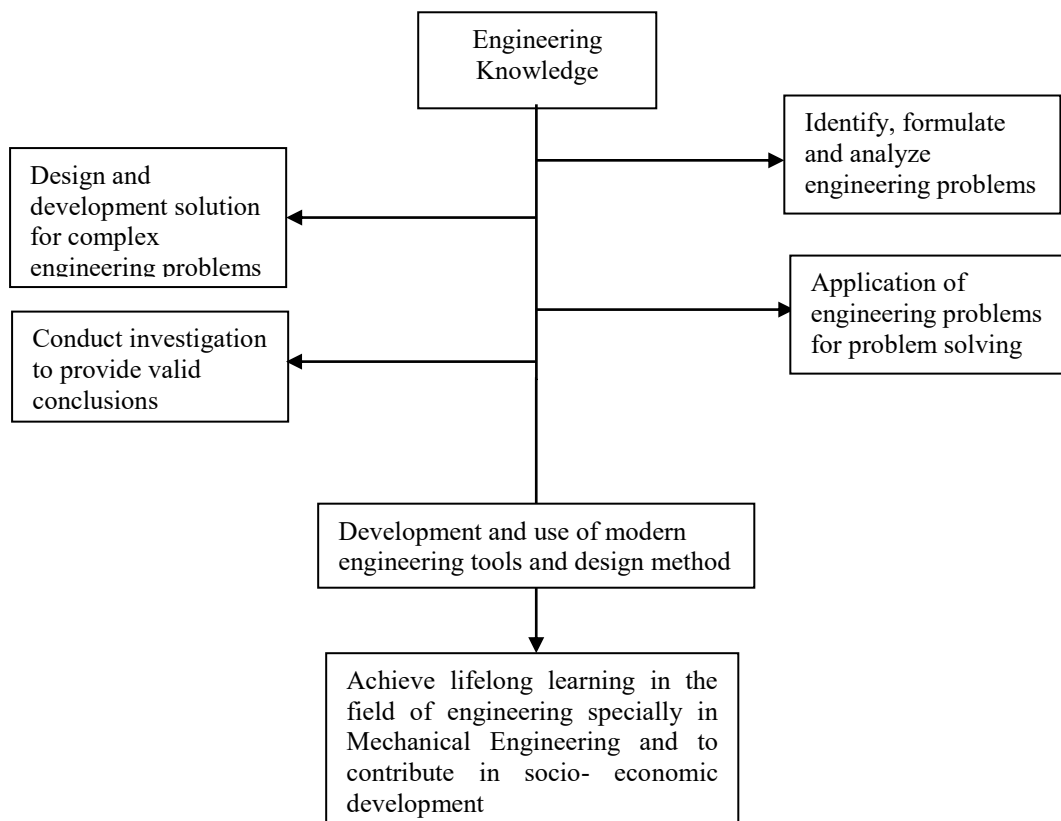 Engineering
Knowledge
Identify, formulate
and analyze
engineering problems
Design and
development solution
for complex
engineering problems
Application of
engineering problems
for problem solving
Conduct investigation
to provide valid
conclusions
Development and use of modern
engineering tools and design method
Achieve lifelong learning in the
field of engineering specially in
Mechanical Engineering and to
contribute in socio- economic
development